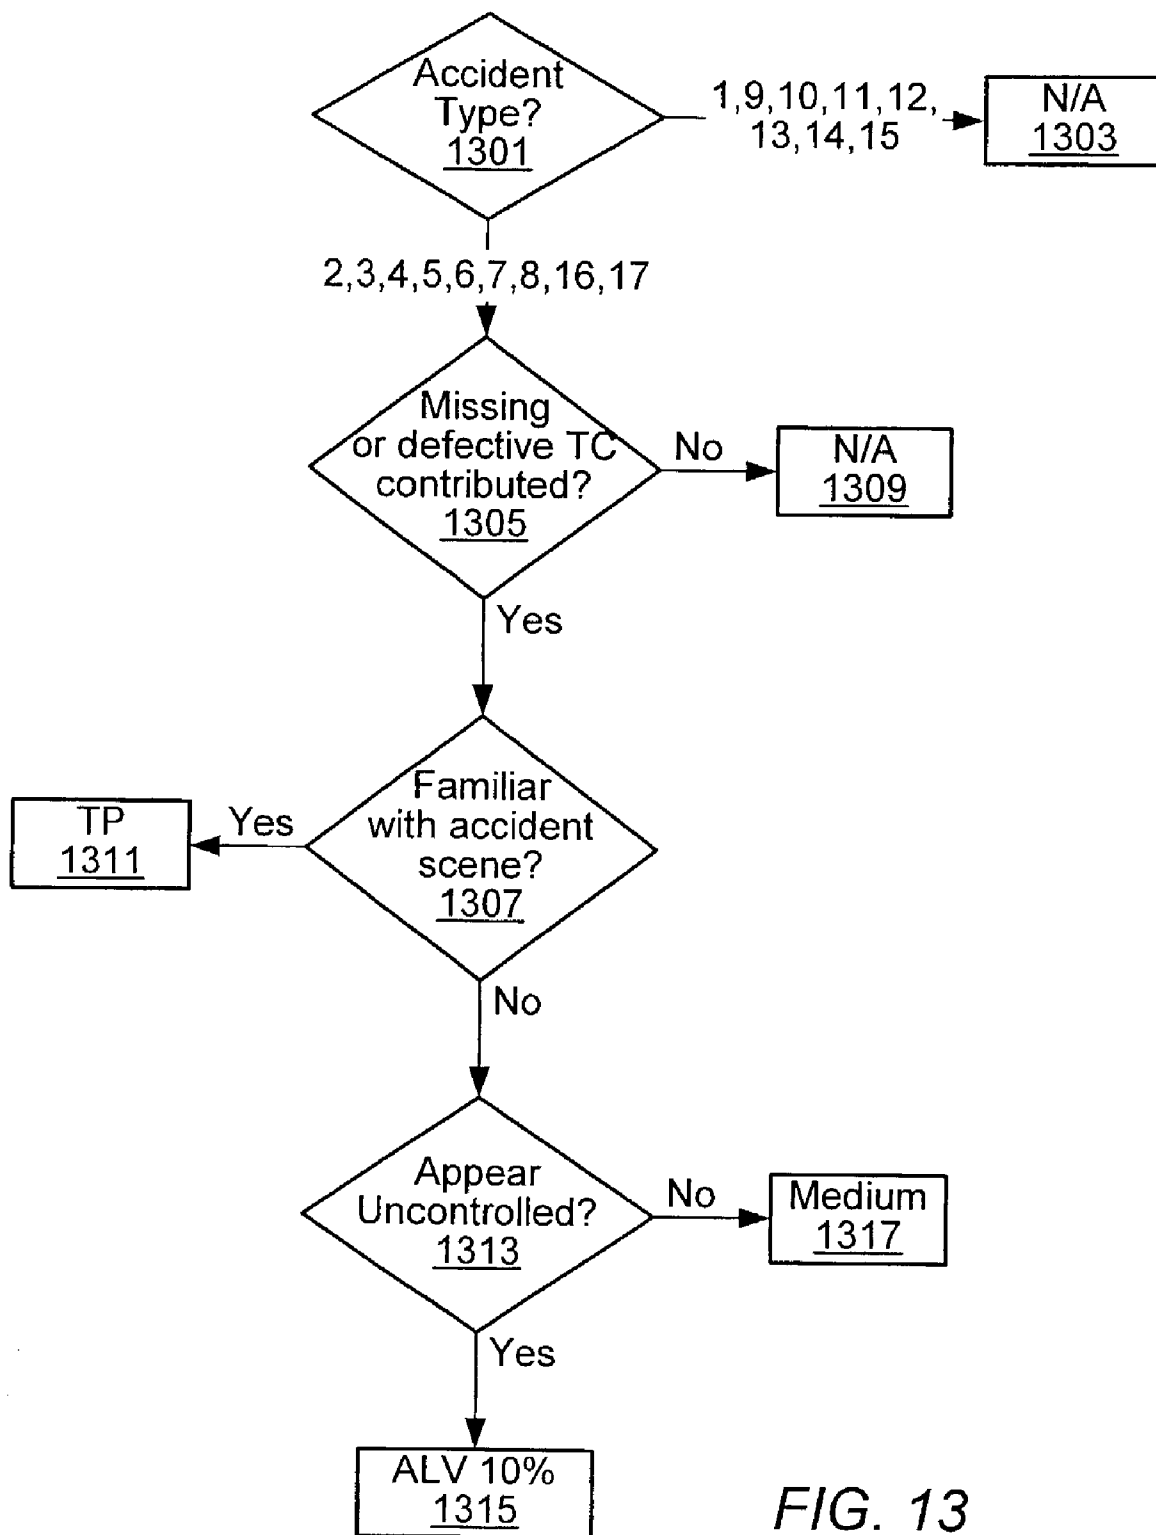 Accident
Type?
1301
1,9,10,11,12,
13,14,15
N/A
1303
2,3,4,5,6,7,8,16,17
Missing
or defective TC
contributed?
1305
No
N/A
1309
Yes
Familiar
with accident
scene?
1307
Yes
TP
1311
No
Appear
Uncontrolled?
1313
No
Medium
1317
Yes
ALV 10%
1315
FIG. 13